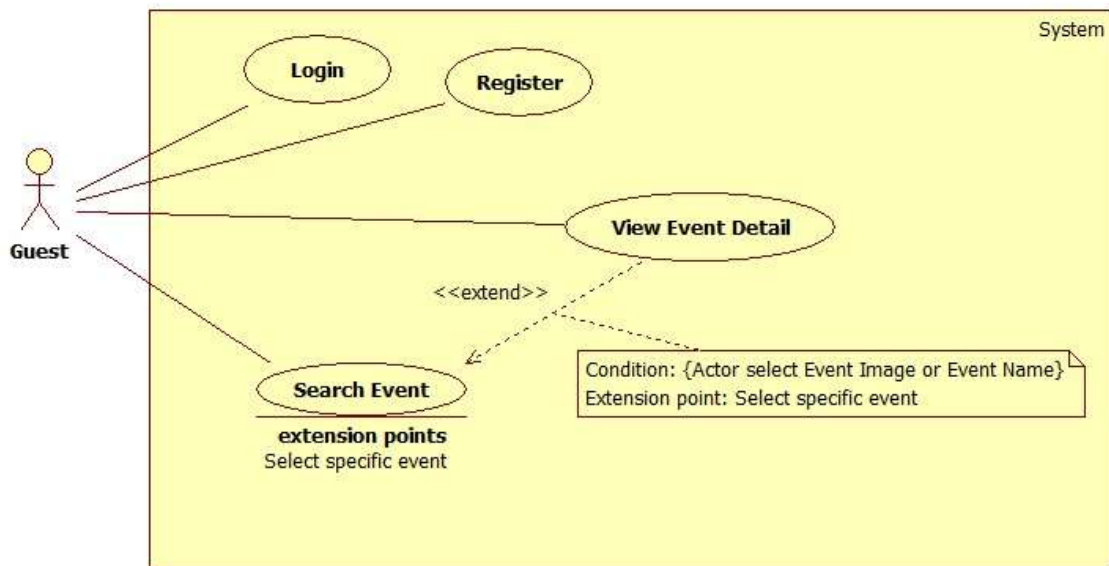 System
Login
Register
Guest
View Event Detail
<<extend>>
Condition: {Actor select Event Image or Event Name}
Extension point: Select specific event
Search Event
extension points
Select specific event